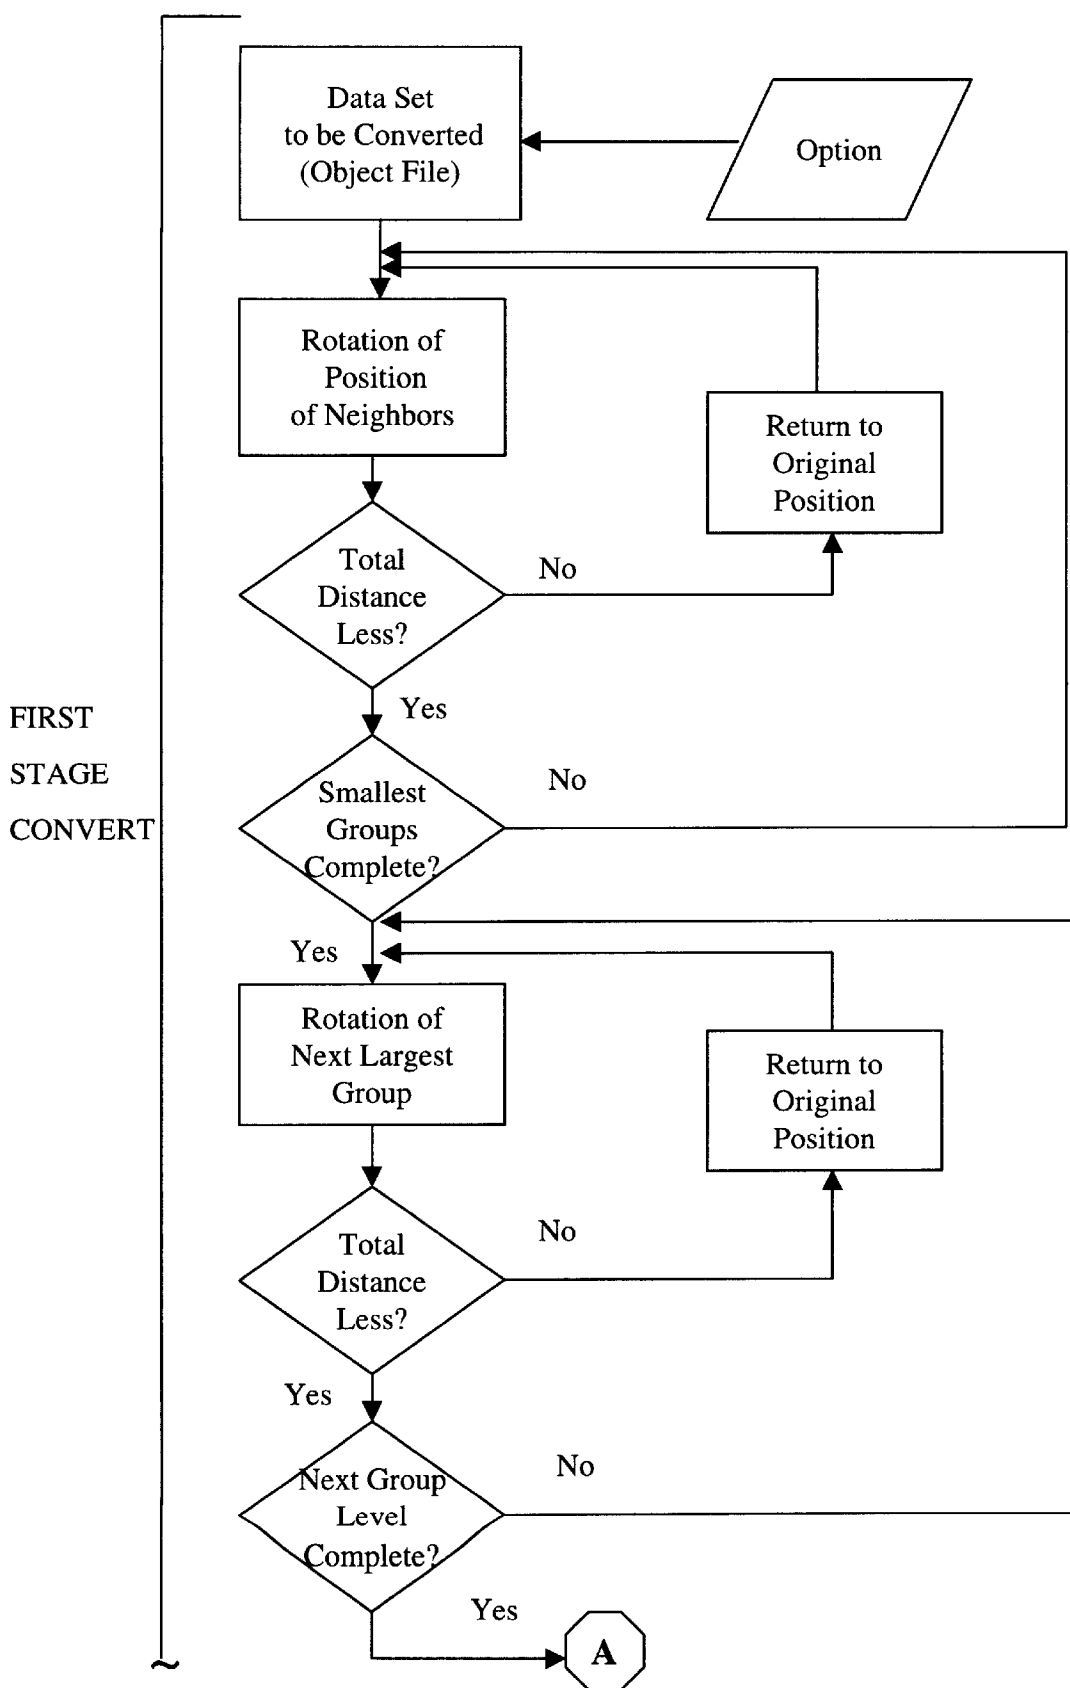 Data Set
to be Converted
(Object File)
Option
Rotation of
Position
of Neighbors
Return to
Original
Position
Total
Distance
Less?
No
Yes
FIRST
STAGE
CONVERT
Smallest
Groups
Complete?
No
Yes
Rotation of
Next Largest
Group
Return to
Original
Position
Total
Distance
Less?
No
Yes
Next Group
Level
Complete?
No
Yes
A
~